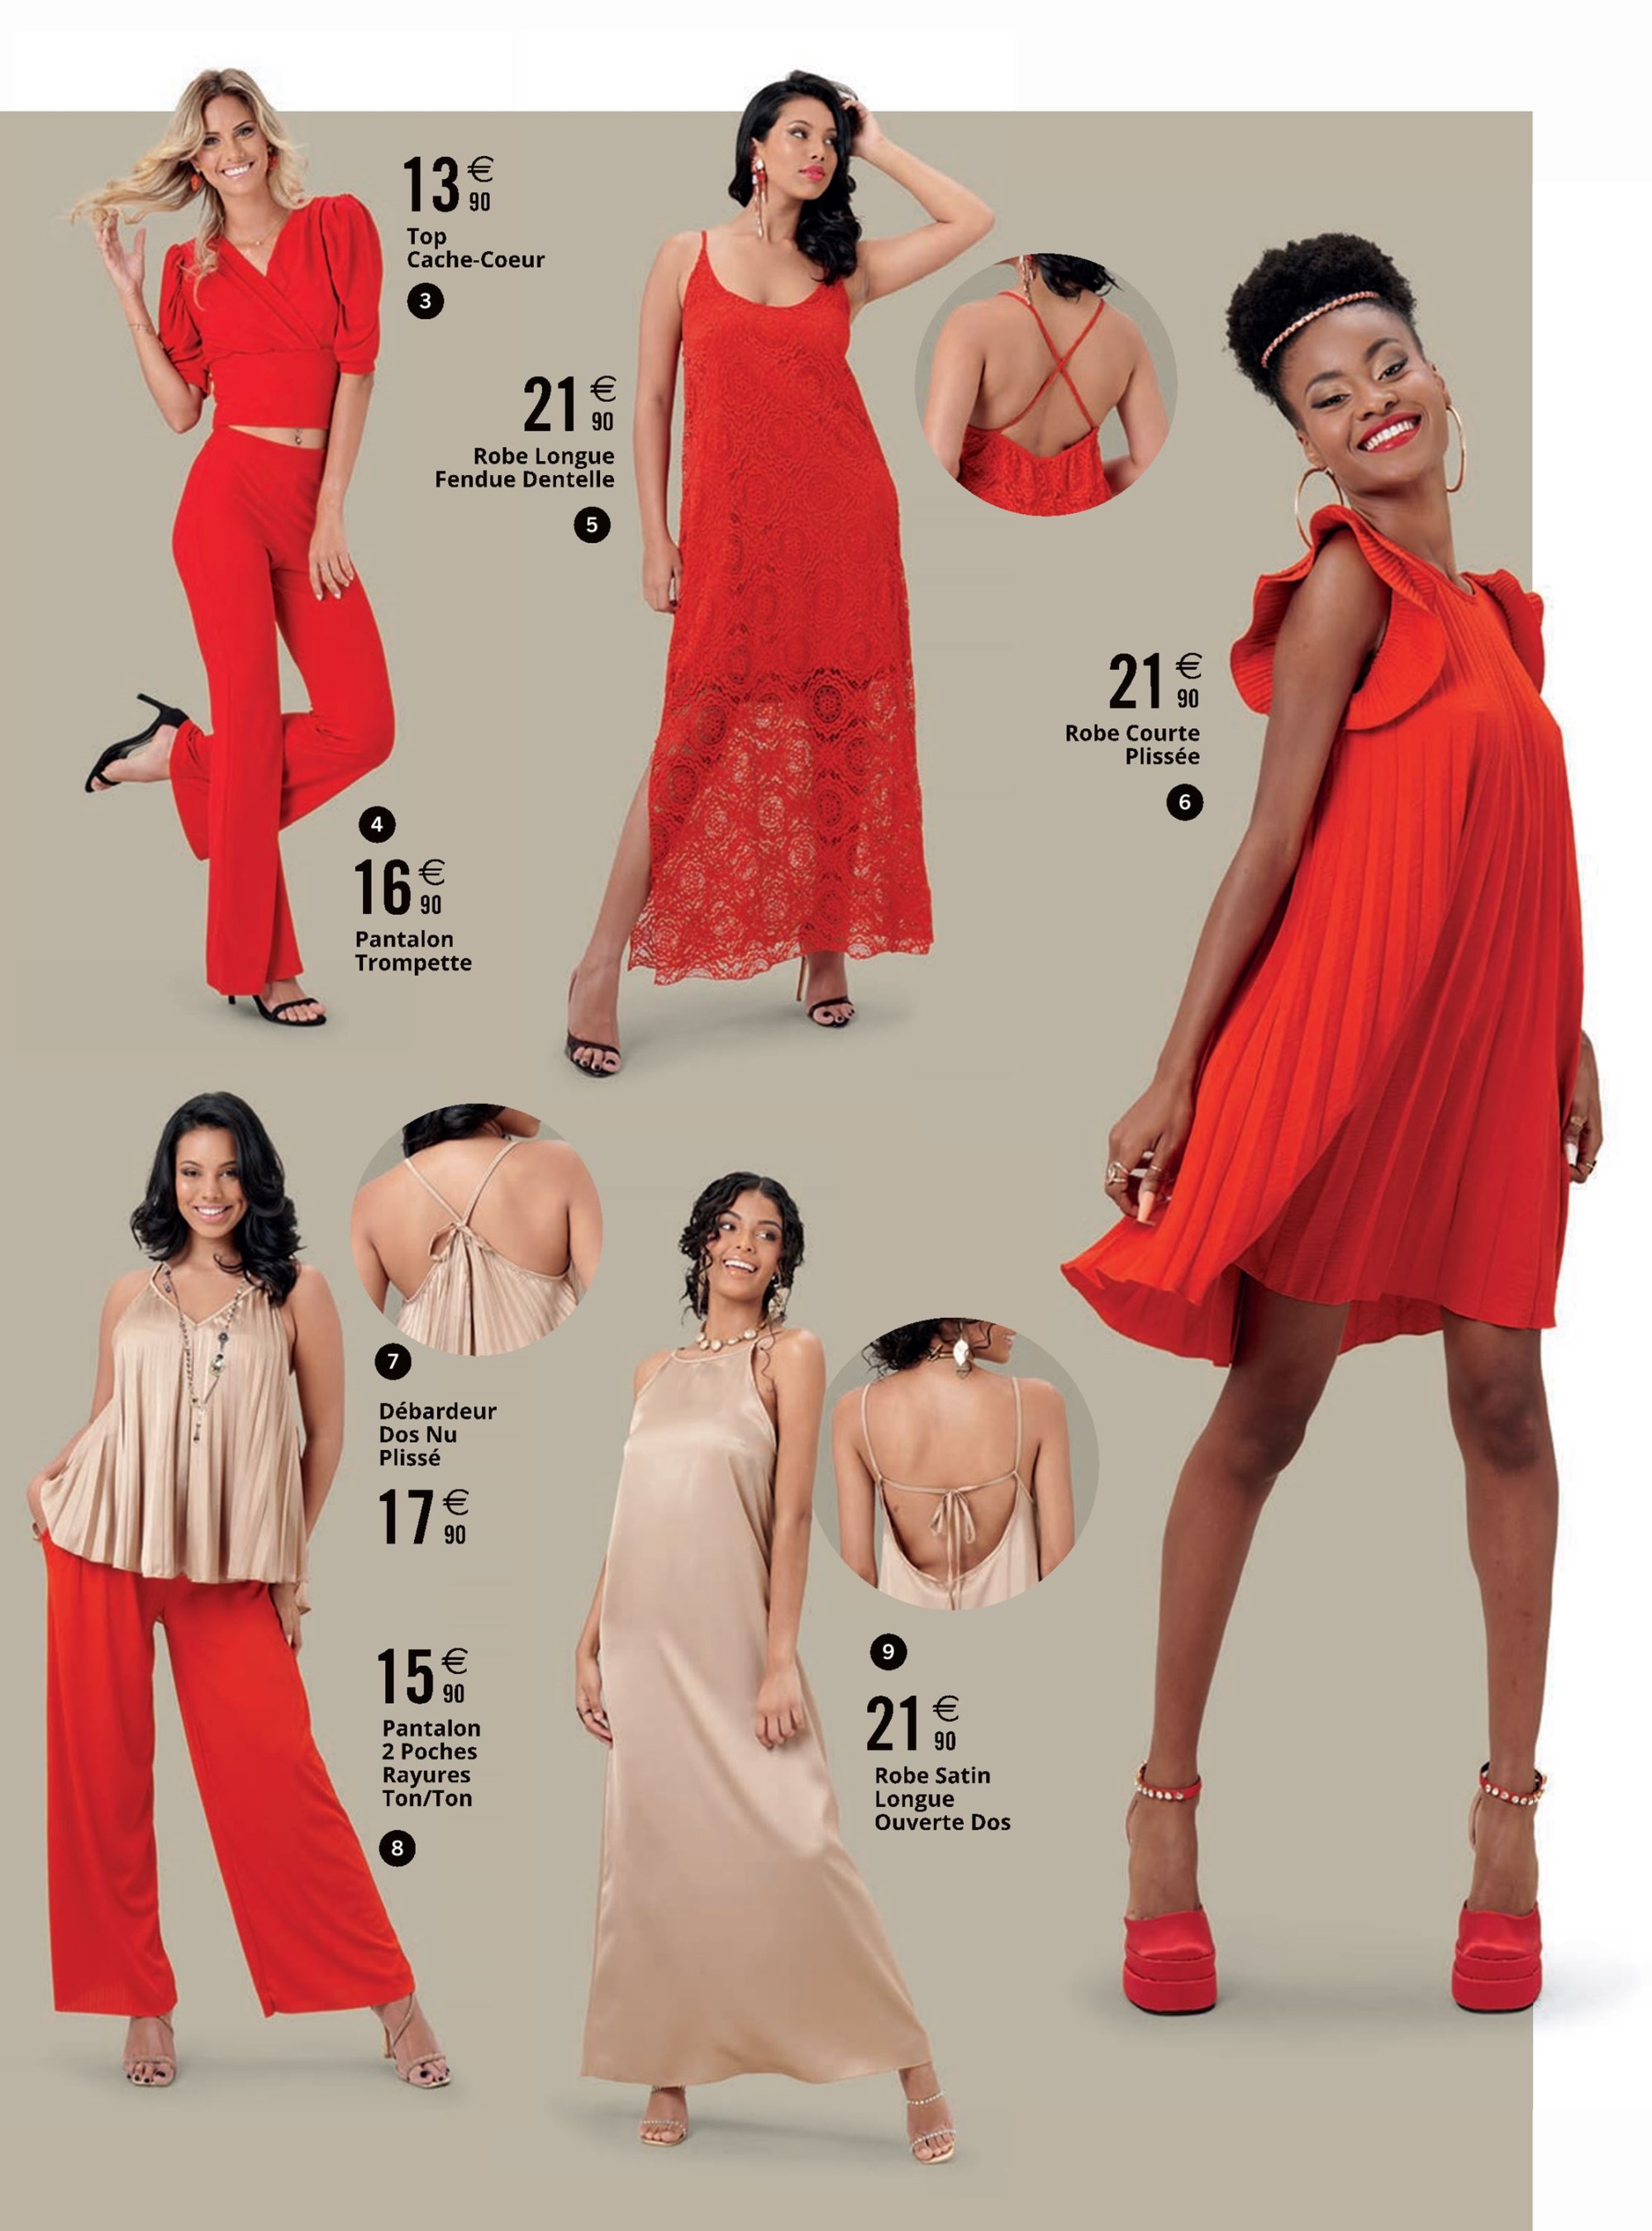 13 €
90
Top
Cache-Coeur
3
21 €
90
Robe Longue
Fendue Dentelle
5
21 €
90
Robe Courte
Plissée
6
4
16 €
90
Pantalon
Trompette
7
Débardeur
Dos Nu
Plissé
17 €
90
15 €
90
Pantalon
2 Poches
Rayures
Ton/Ton
8
9
21 €
90
Robe Satin
Longue
Ouverte Dos